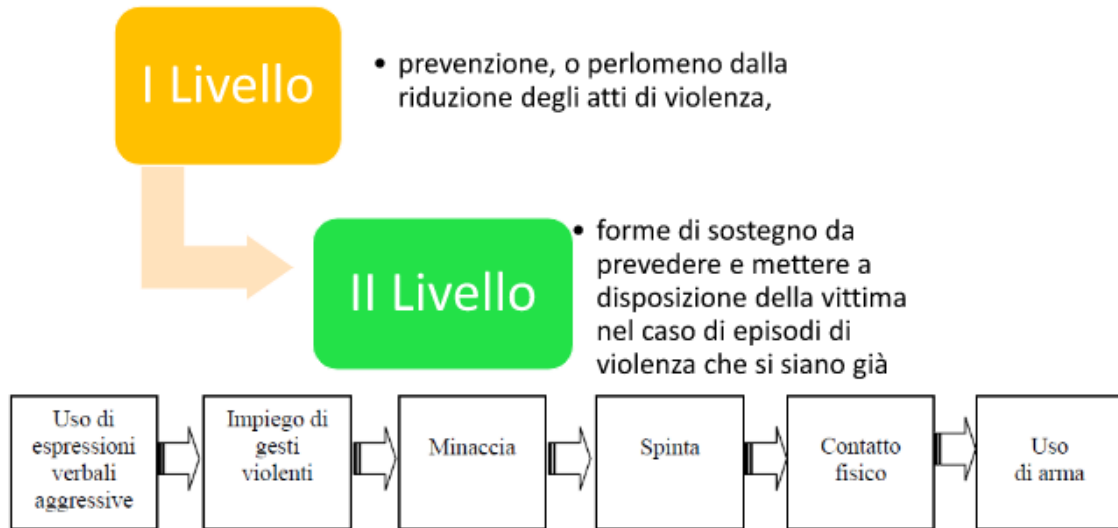 I Livello
• prevenzione, o perlomeno dalla
riduzione degli atti di violenza,
II Livello
• forme di sostegno da
prevedere e mettere a
disposizione della vittima
nel caso di episodi di
violenza che si siano già
Uso di
espressioni
verbali
aggressive
Impiego di
gesti
violenti
Minaccia
Spinta
Contatto
fisico
Uso
di arma